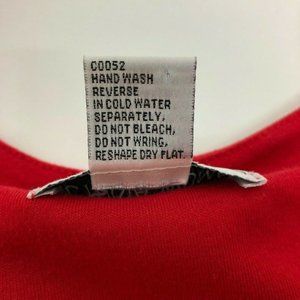 C0052
HAND WASH
REVERSE
IN COLD WATER
SEPARATELY,
DO NOT BLEACH,
DO NOT WRING,
RESHAPE DRY FLAT.